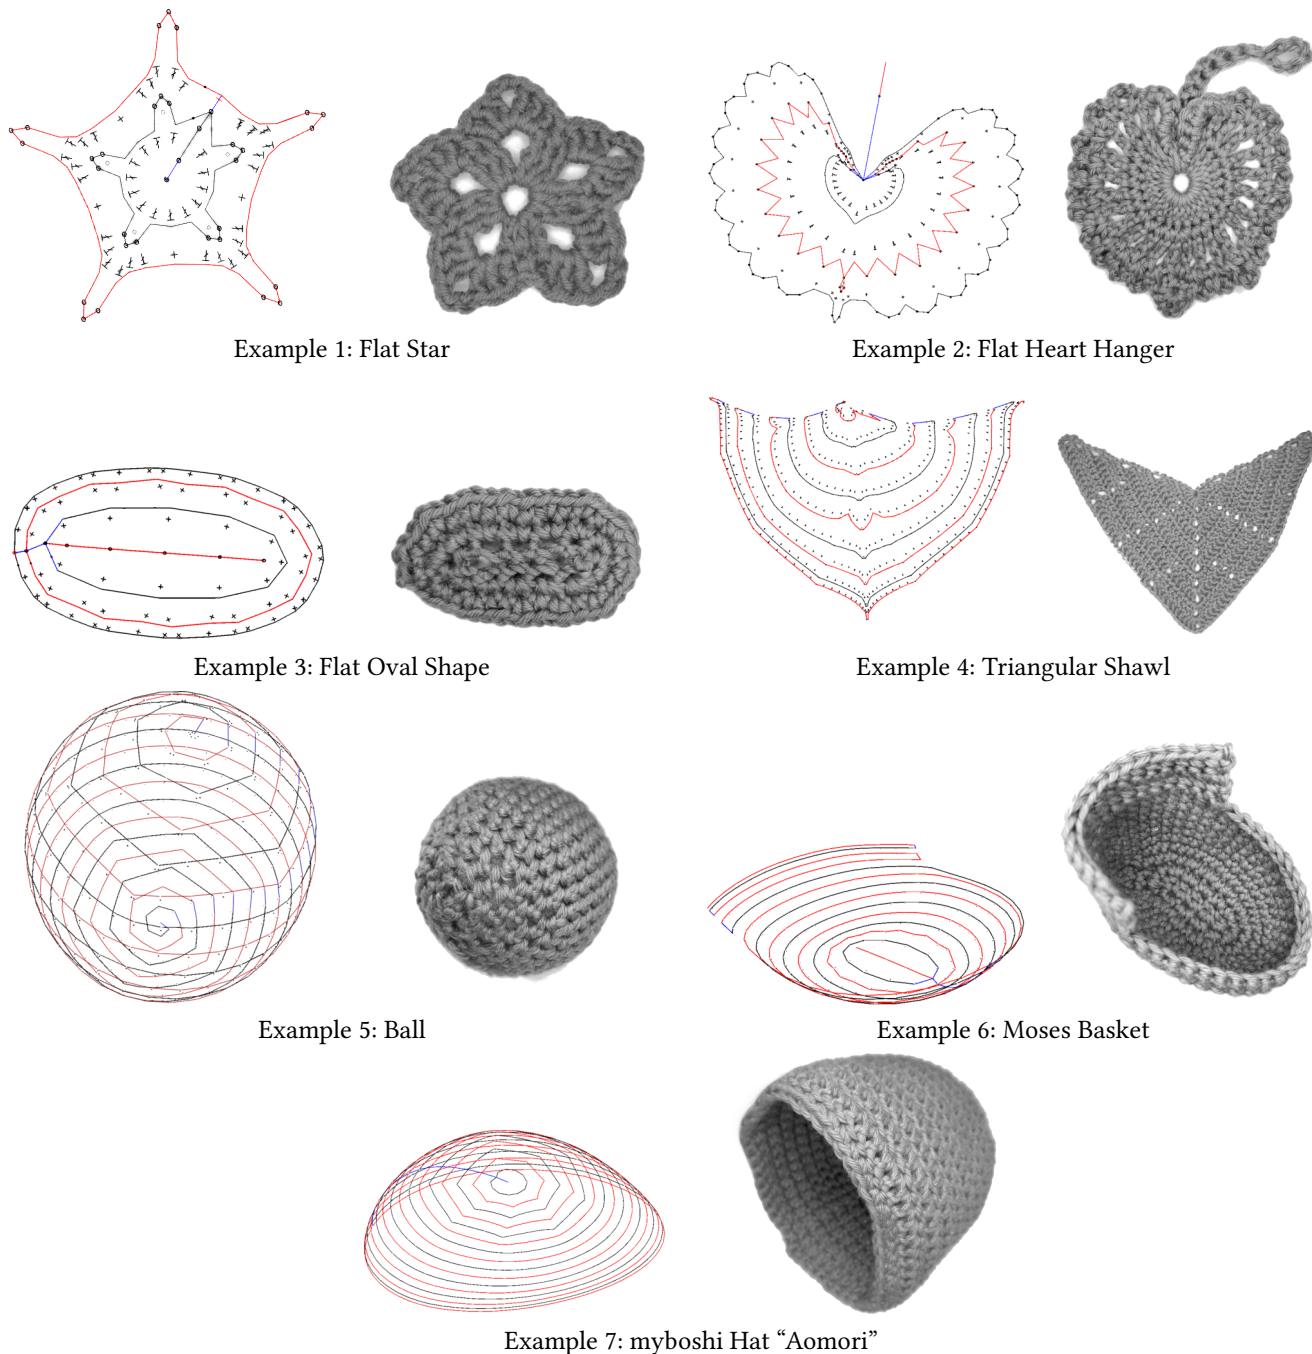 Example 1: Flat Star
Example 2: Flat Heart Hanger
Example 3: Flat Oval Shape
Example 4: Triangular Shawl
Example 5: Ball
Example 6: Moses Basket
Example 7: myboshi Hat “Aomori”